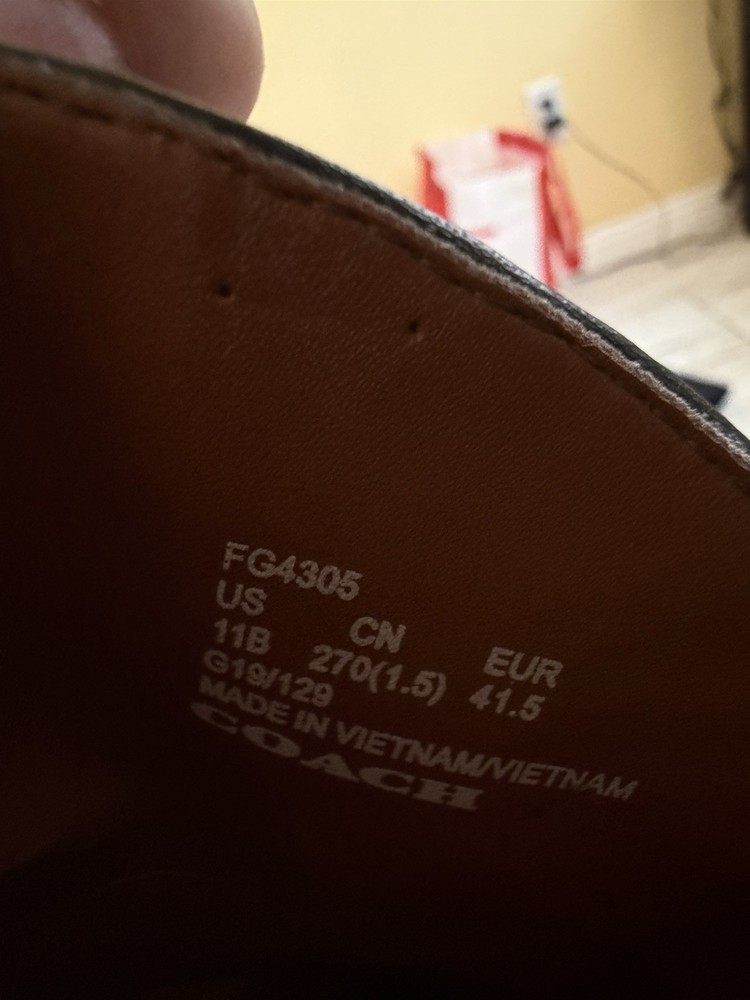 FG4305
US CN EUR
11B 270(1.5) 41.5
G19/129
MADE IN VIETNAM/VIETNAM
COACH